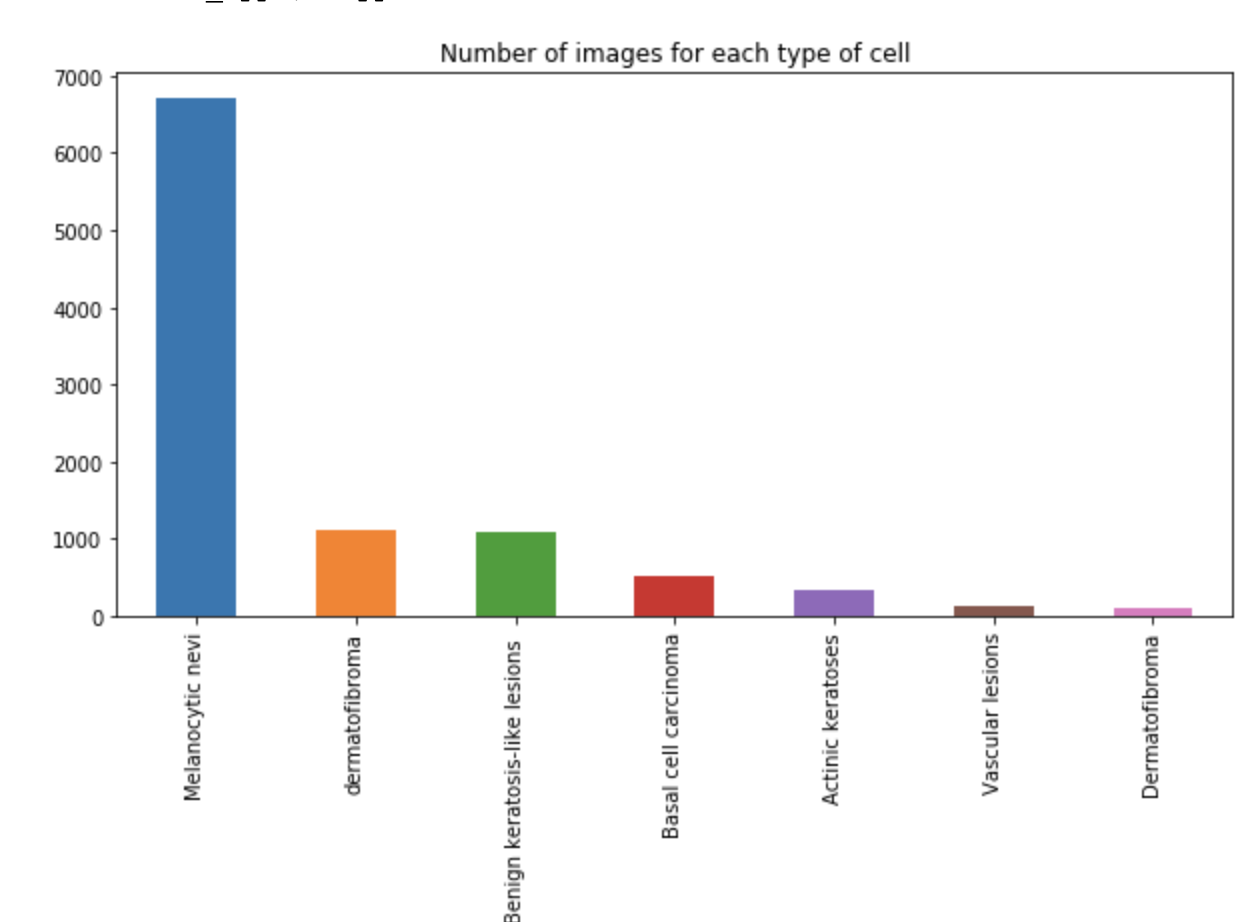 Number of images for each type of cell
7000
6000
5000
4000
3000
2000
1000
0
Melanocytic nevi
dermatofibroma
Benign keratosis-like lesions
Basal cell carcinoma
Actinic keratoses
Vascular lesions
Dermatofibroma